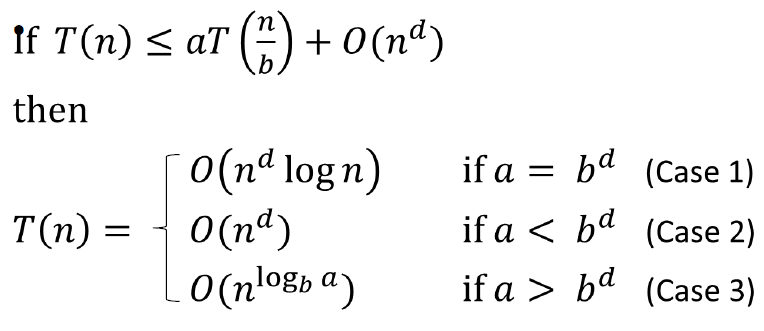 If T(n) ≤ aT(n/b) + O(n^d)
then
T(n) = { O(n^d log n) if a = b^d (Case 1)
O(n^d) if a < b^d (Case 2)
O(n^{log_b a}) if a > b^d (Case 3)